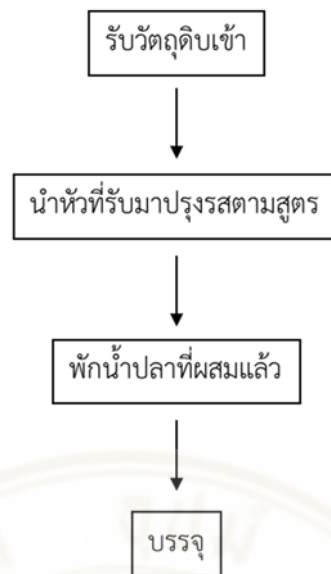 รับวัตถุดิบเข้า
นำหัวที่รับมาปรุงรสตามสูตร
พักน้ำปลาที่ผสมแล้ว
บรรจุ